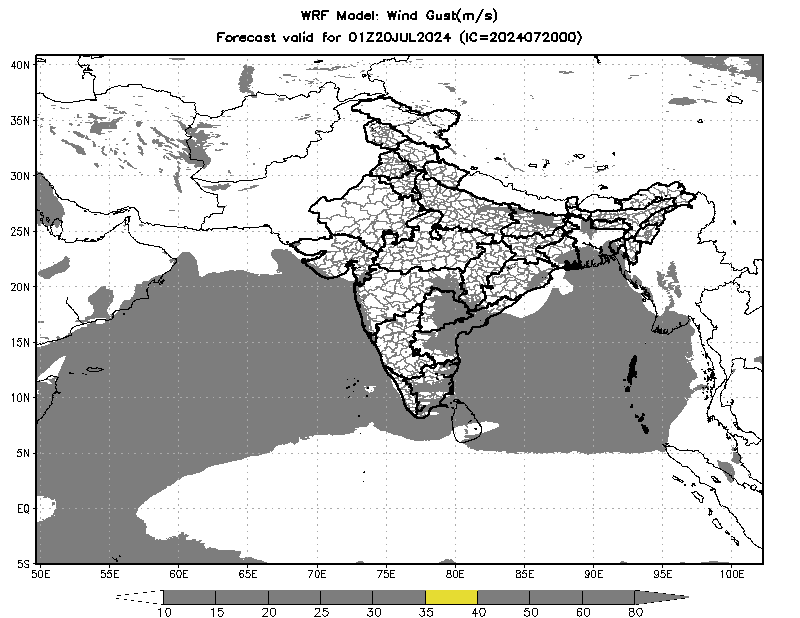 WRF Model: Wind Gust(m/s)
Forecast valid for 01Z20JUL2024 (IC=2024072000)
40N
35N
30N
25N
20N
15N
10N
5N
EQ
5S
50E 55E 60E 65E 70E 75E 80E 85E 90E 95E 100E
10 15 20 25 30 35 40 50 60 80